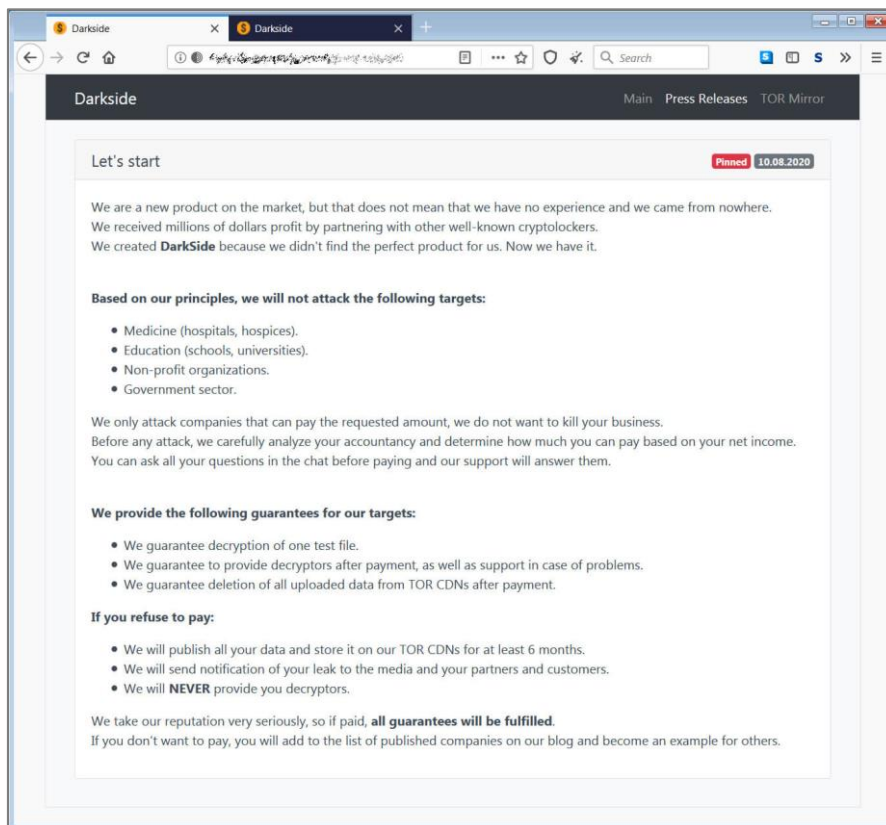 Darkside
Darkside
Search
Darkside
Main Press Releases TOR Mirror
Let's start
Pinned 10.08.2020
We are a new product on the market, but that does not mean that we have no experience and we came from nowhere.
We received millions of dollars profit by partnering with other well-known cryptolockers.
We created DarkSide because we didn't find the perfect product for us. Now we have it.
Based on our principles, we will not attack the following targets:
• Medicine (hospitals, hospices).
• Education (schools, universities).
• Non-profit organizations.
• Government sector.
We only attack companies that can pay the requested amount, we do not want to kill your business.
Before any attack, we carefully analyze your accountancy and determine how much you can pay based on your net income.
You can ask all your questions in the chat before paying and our support will answer them.
We provide the following guarantees for our targets:
• We guarantee decryption of one test file.
• We guarantee to provide decryptors after payment, as well as support in case of problems.
• We guarantee deletion of all uploaded data from TOR CDNs after payment.
If you refuse to pay:
• We will publish all your data and store it on our TOR CDNs for at least 6 months.
• We will send notification of your leak to the media and your partners and customers.
• We will NEVER provide you decryptors.
We take our reputation very seriously, so if paid, all guarantees will be fulfilled.
If you don't want to pay, you will add to the list of published companies on our blog and become an example for others.